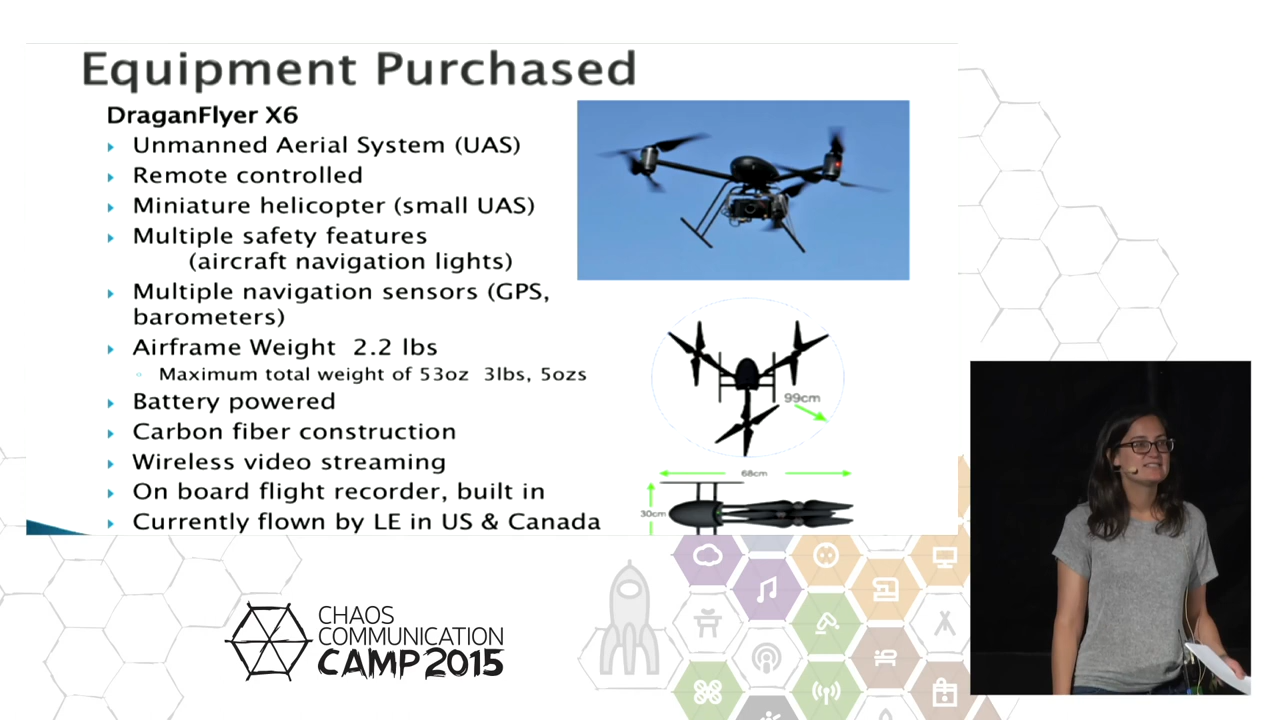 Equipment Purchased
DraganFlyer X6
Unmanned Aerial System (UAS)
Remote controlled
Miniature helicopter (small UAS)
Multiple safety features
(aircraft navigation lights)
Multiple navigation sensors (GPS,
barometers)
Airframe Weight 2.2 lbs
Maximum total weight of 53oz 3lbs, 5ozs
Battery powered
Carbon fiber construction
Wireless video streaming
On board flight recorder, built in
Currently flown by LE in US & Canada
99cm
68cm
30cm
CHAOS
COMMUNICATION
CAMP 2015